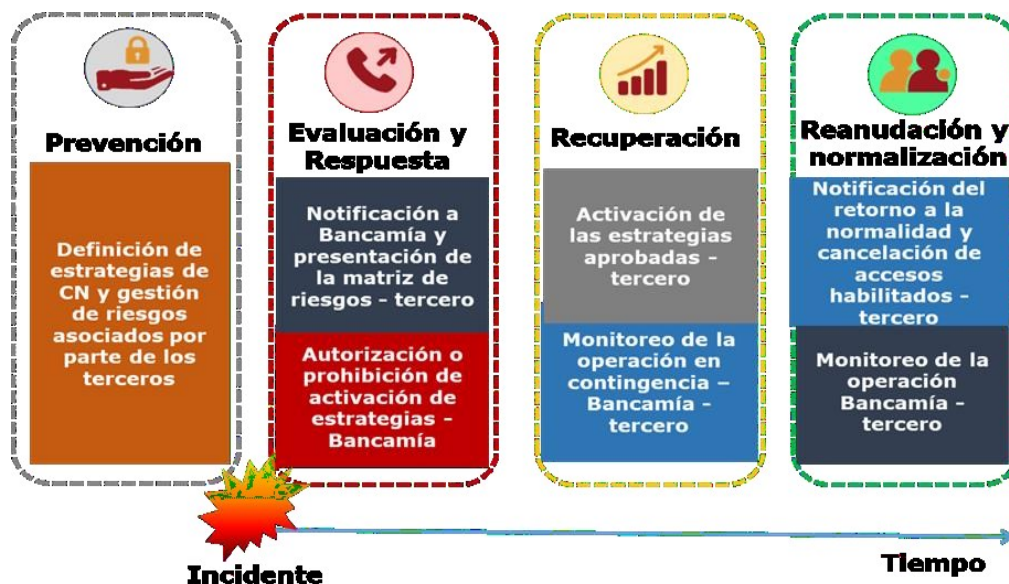 Prevención
Definición de
estrategias de
CN y gestión
de riesgos
asociados por
parte de los
terceros
Evaluación y
Respuesta
Notificación a
Bancamía y
presentación de
la matriz de
riesgos - tercero
Autorización o
prohibición de
activación de
estrategias -
Bancamía
Recuperación
Activación de
las estrategias
aprobadas -
tercero
Monitoreo de la
operación en
contingencia –
Bancamía -
tercero
Reanudación y
normalización
Notificación del
retorno a la
normalidad y
cancelación de
accesos
habilitados -
tercero
Monitoreo de la
operación
Bancamía -
tercero
Incidente
Tiempo